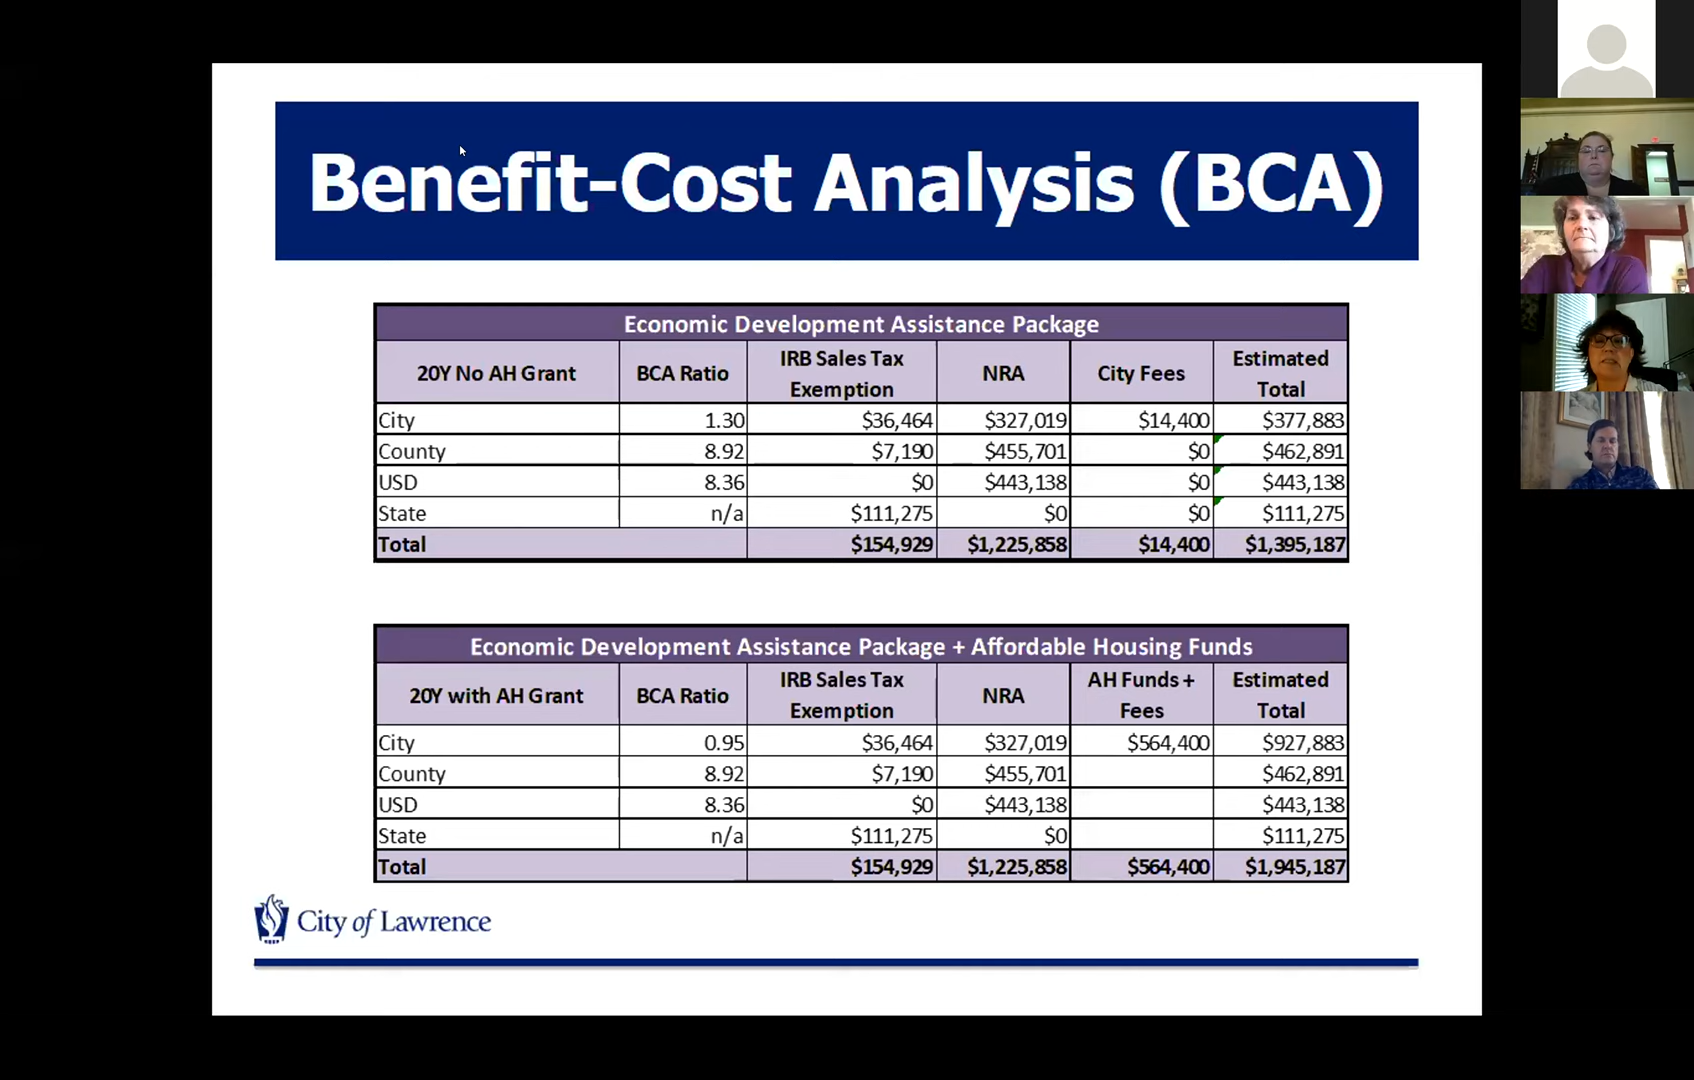 Benefit-Cost Analysis (BCA)
Economic Development Assistance Package
20Y No AH Grant BCA Ratio IRB Sales Tax Exemption NRA City Fees Estimated Total
City 1.30 $36,464 $327,019 $14,400 $377,883
County 8.92 $7,190 $455,701 $0 $462,891
USD 8.36 $0 $443,138 $0 $443,138
State n/a $111,275 $0 $0 $111,275
Total $154,929 $1,225,858 $14,400 $1,395,187
Economic Development Assistance Package + Affordable Housing Funds
20Y with AH Grant BCA Ratio IRB Sales Tax Exemption NRA AH Funds + Fees Estimated Total
City 0.95 $36,464 $327,019 $564,400 $927,883
County 8.92 $7,190 $455,701 $462,891
USD 8.36 $0 $443,138 $443,138
State n/a $111,275 $0 $111,275
Total $154,929 $1,225,858 $564,400 $1,945,187
City of Lawrence